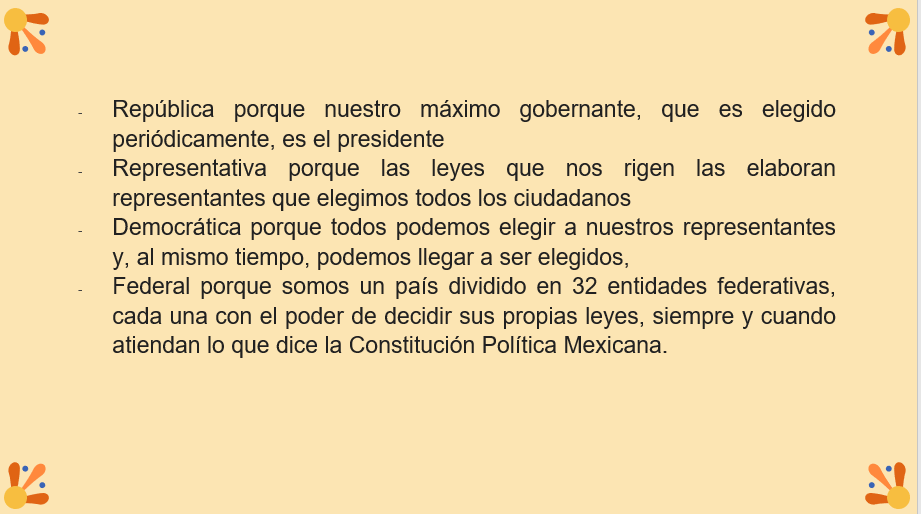 - República porque nuestro máximo gobernante, que es elegido
periódicamente, es el presidente
- Representativa porque las leyes que nos rigen las elaboran
representantes que elegimos todos los ciudadanos
- Democrática porque todos podemos elegir a nuestros representantes
y, al mismo tiempo, podemos llegar a ser elegidos,
- Federal porque somos un país dividido en 32 entidades federativas,
cada una con el poder de decidir sus propias leyes, siempre y cuando
atiendan lo que dice la Constitución Política Mexicana.